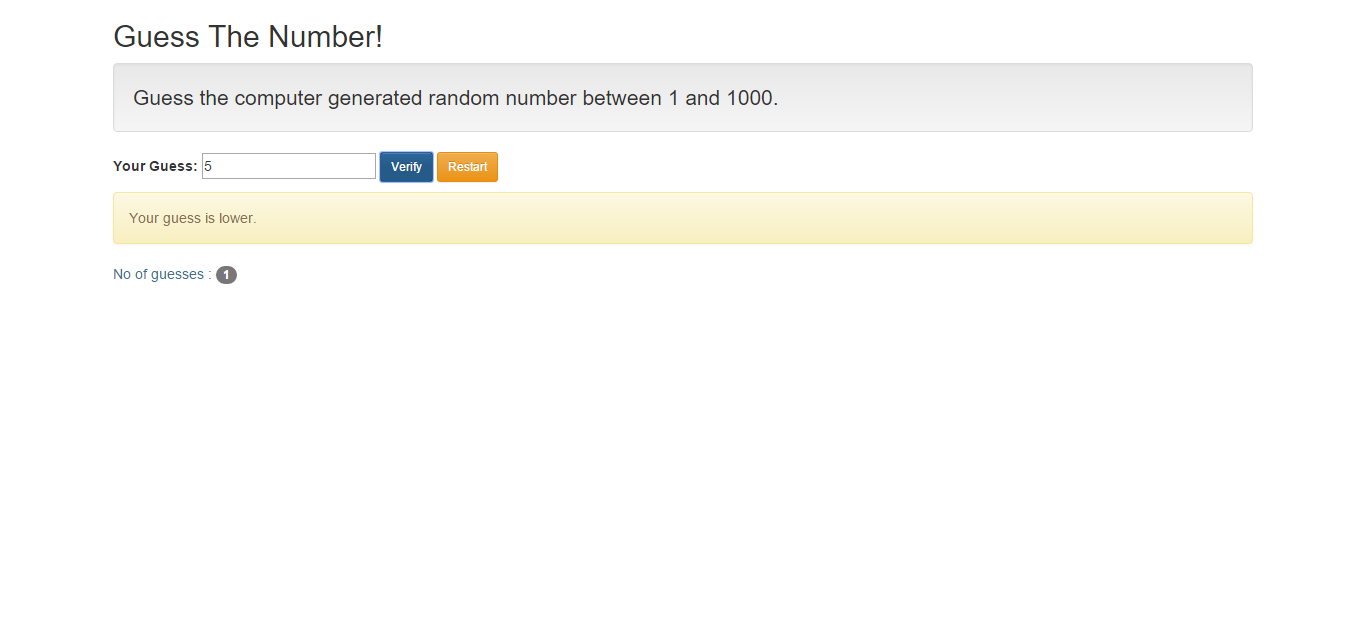 Guess The Number!
Guess the computer generated random number between 1 and 1000.
Your Guess: 5 Verify Restart
Your guess is lower.
No of guesses : 1